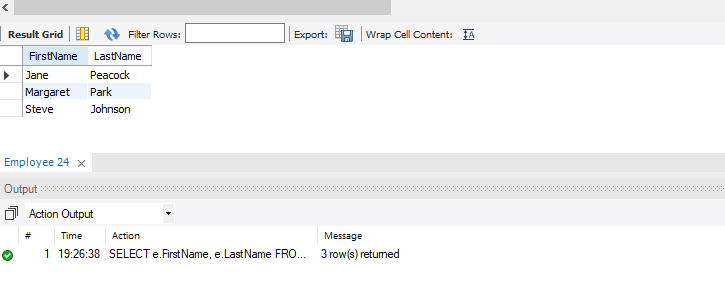 Result Grid Filter Rows: Export: Wrap Cell Content:
FirstName LastName
Jane Peacock
Margaret Park
Steve Johnson
Employee 24
Output
Action Output
# Time Action Message
1 19:26:38 SELECT e.FirstName, e.LastName FRO... 3 row(s) returned